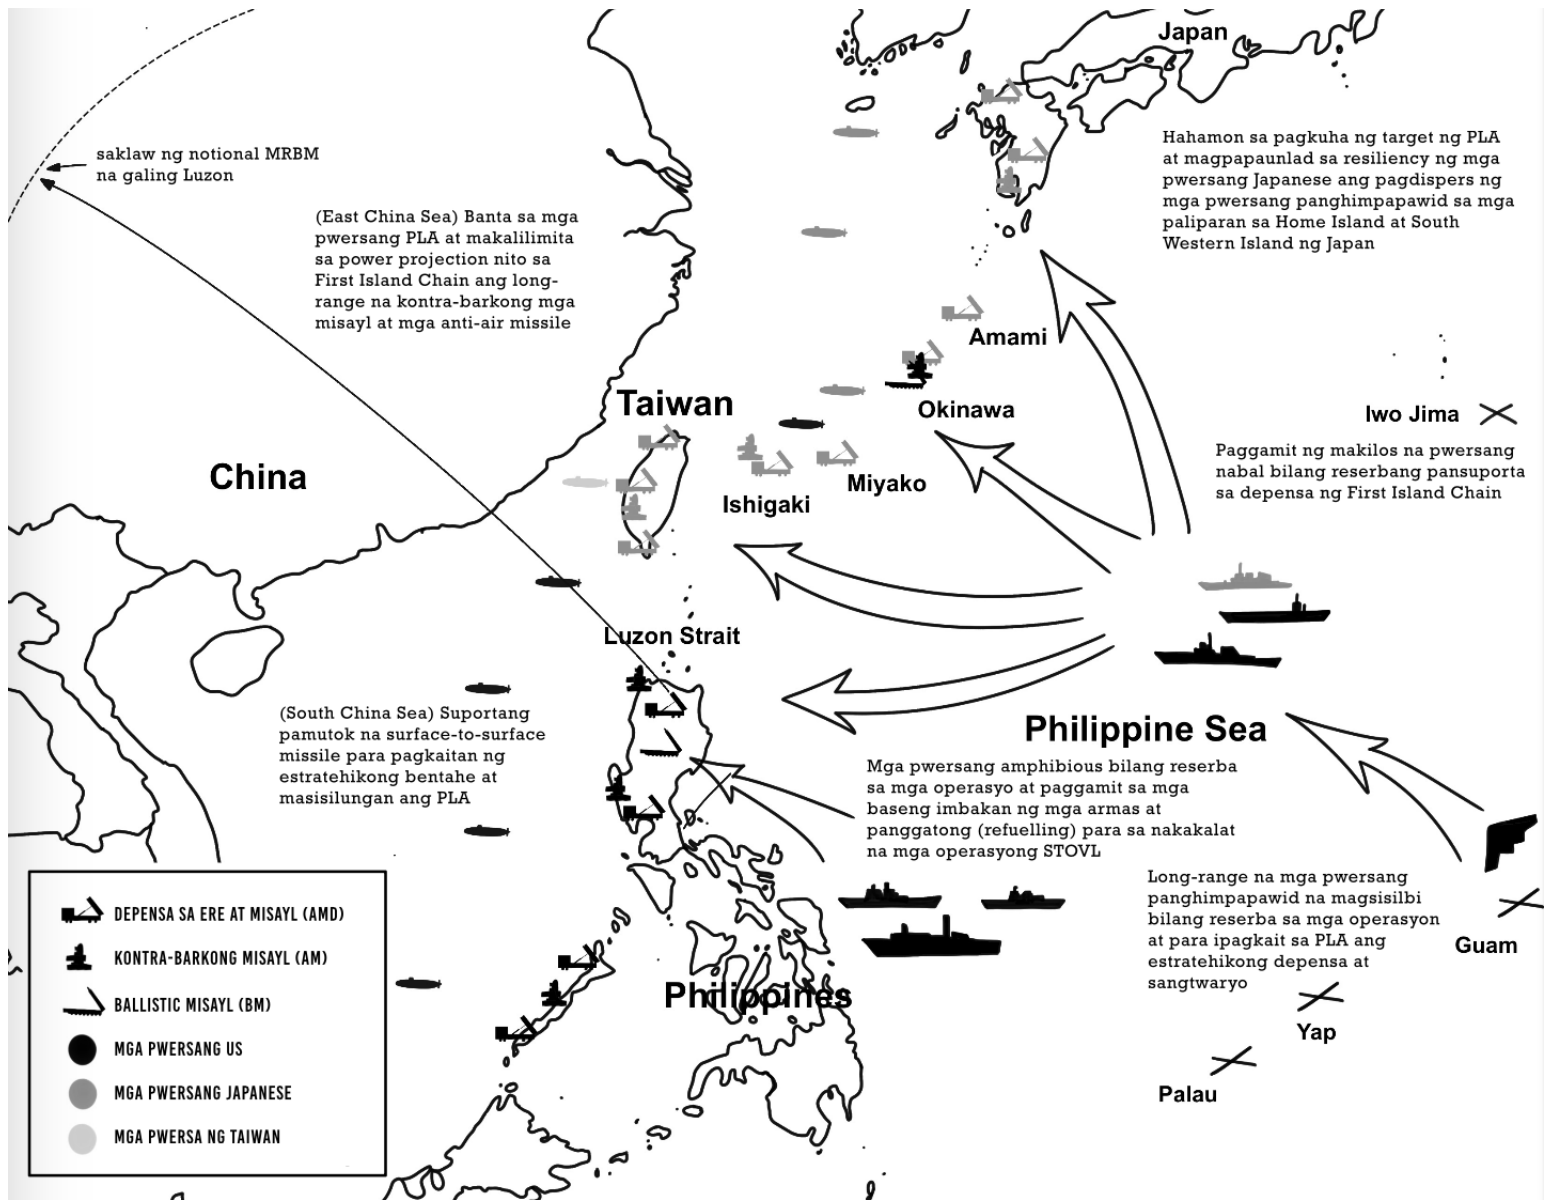 Japan
saklaw ng notional MRBM
na galing Luzon
Hahamon sa pagkuha ng target ng PLA
at magpapaunlad sa resiliency ng mga
pwersang Japanese ang pagdispers ng
mga pwersang panghimpapawid sa mga
paliparan sa Home Island at South
Western Island ng Japan
(East China Sea) Banta sa mga
pwersang PLA at makalilimita
sa power projection nito sa
First Island Chain ang long-
range na kontra-barkong mga
misayl at mga anti-air missile
Amami
Taiwan
Okinawa
Iwo Jima
Paggamit ng makilos na pwersang
nabal bilang reserbang pansuporta
sa depensa ng First Island Chain
China
Miyako
Ishigaki
Luzon Strait
(South China Sea) Suportang
pamutok na surface-to-surface
missile para pagkaitan ng
estratehikong bentahe at
masisilungan ang PLA
Philippine Sea
Mga pwersang amphibious bilang reserba
sa mga operasyo at paggamit sa mga
baseng imbakan ng mga armas at
panggatong (refuelling) para sa nakakalat
na mga operasyong STOVL
Long-range na mga pwersang
panghimpapawid na magsisilbi
bilang reserba sa mga operasyon
at para ipagkait sa PLA ang
estratehikong depensa at
sangtwaryo
Guam
Philippines
Yap
Palau
DEPENSA SA ERE AT MISAYL (AMD)
KONTRA-BARKONG MISAYL (AM)
BALLISTIC MISAYL (BM)
MGA PWERSANG US
MGA PWERSANG JAPANESE
MGA PWERSA NG TAIWAN